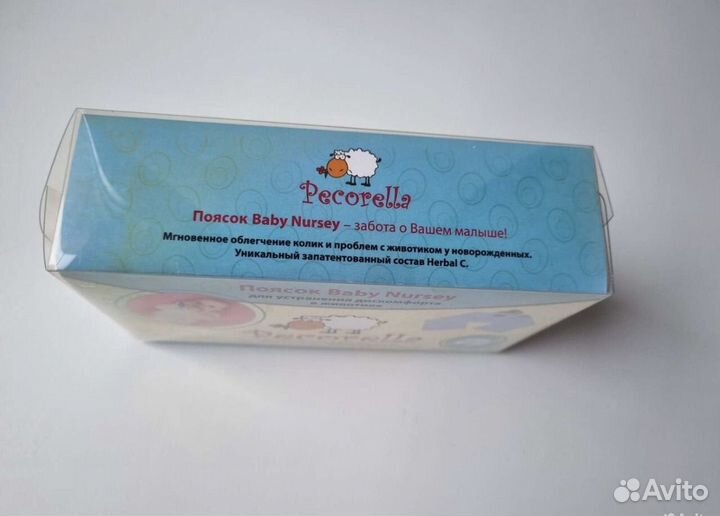 Pecorella
Поясок Baby Nursey – забота о Вашем малыше!
Мгновенное облегчение колик и проблем с животиком у новорожденных.
Уникальный запатентованный состав Herbal C.
Поясок Baby Nursey
для устранения дискомфорта
в животике
Pecorella
Avito